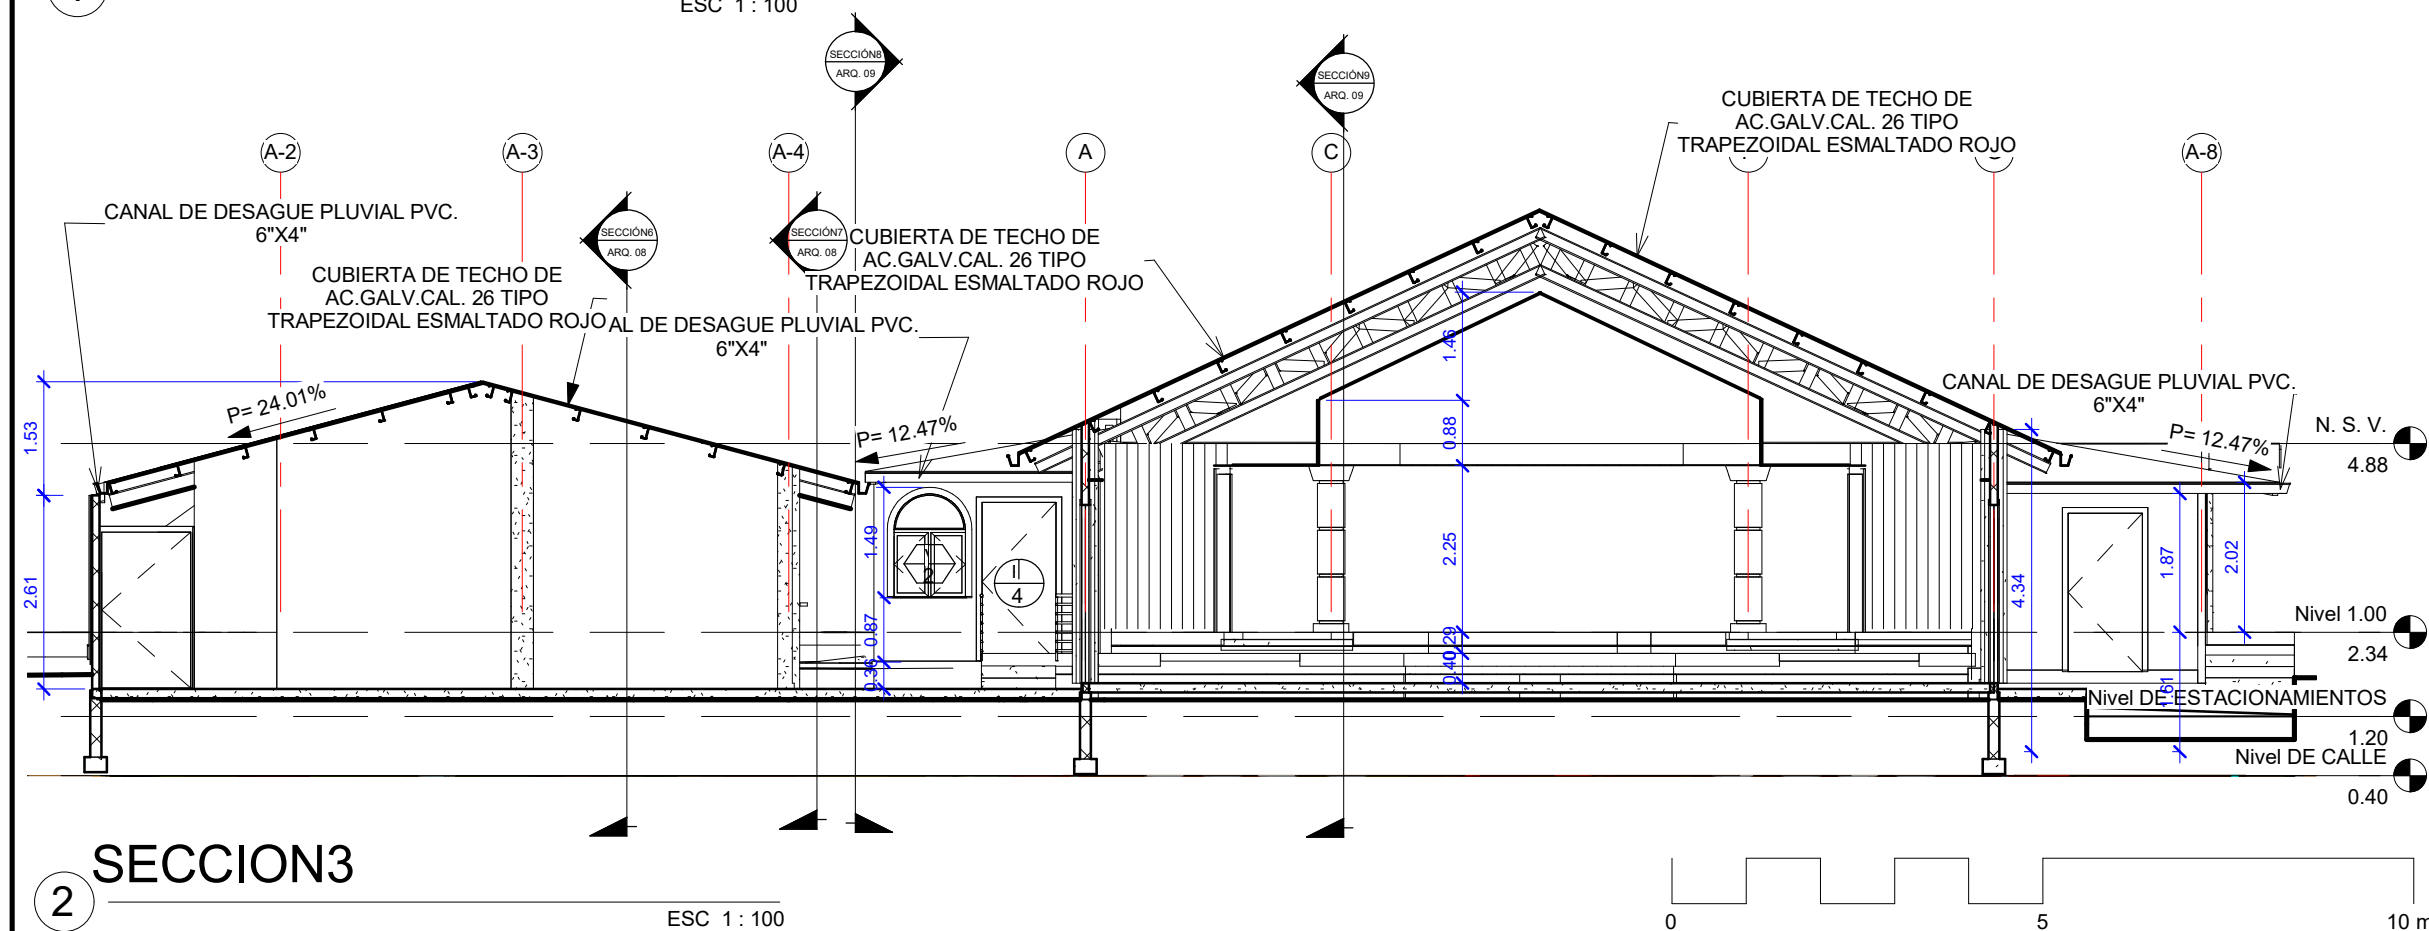 ESC 1 : 100
SECCIÓN8
ARQ. 09
SECCIÓN9
ARQ. 09
CUBIERTA DE TECHO DE
AC.GALV.CAL. 26 TIPO
TRAPEZOIDAL ESMALTADO ROJO
A-2
A-3
A-4
A
C
A-8
CANAL DE DESAGUE PLUVIAL PVC.
6"X4"
SECCIÓN6
ARQ. 08
SECCIÓN7
ARQ. 08
CUBIERTA DE TECHO DE
AC.GALV.CAL. 26 TIPO
TRAPEZOIDAL ESMALTADO ROJO
CUBIERTA DE TECHO DE
AC.GALV.CAL. 26 TIPO
TRAPEZOIDAL ESMALTADO ROJO
AL DE DESAGUE PLUVIAL PVC.
6"X4"
CANAL DE DESAGUE PLUVIAL PVC.
6"X4"
P= 24.01%
P= 12.47%
P= 12.47%
1.53
2.61
1.49
0.87
0.36
2
4
1.46
0.88
2.25
0.29
0.40
4.34
1.87
2.02
1.61
N. S. V.
4.88
Nivel 1.00
2.34
Nivel DE ESTACIONAMIENTOS
1.20
Nivel DE CALLE
0.40
SECCION3
2
ESC 1 : 100
0
5
10 m